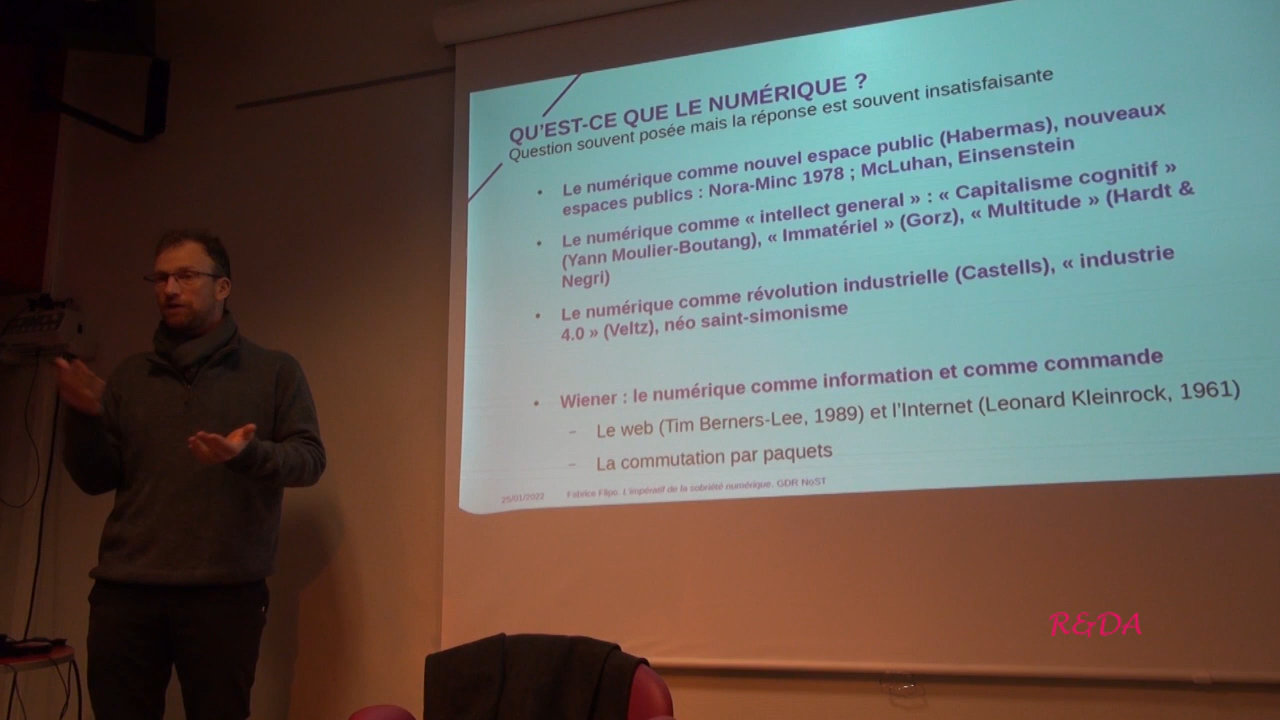 QU'EST-CE QUE LE NUMÉRIQUE ?
Question souvent posée mais la réponse est souvent insatisfaisante
• Le numérique comme nouvel espace public (Habermas), nouveaux
espaces publics : Nora-Minc 1978 ; McLuhan, Einsenstein
• Le numérique comme « intellect general » : « Capitalisme cognitif »
(Yann Moulier-Boutang), « Immatériel » (Gorz), « Multitude » (Hardt &
Negri)
• Le numérique comme révolution industrielle (Castells), « industrie
4.0 » (Veltz), néo saint-simonisme
• Wiener : le numérique comme information et comme commande
– Le web (Tim Berners-Lee, 1989) et l'Internet (Leonard Kleinrock, 1961)
– La commutation par paquets
25/01/2023 Fabrice Flipo. L'impératif de la sobriété numérique. GDR NoST
R&DA